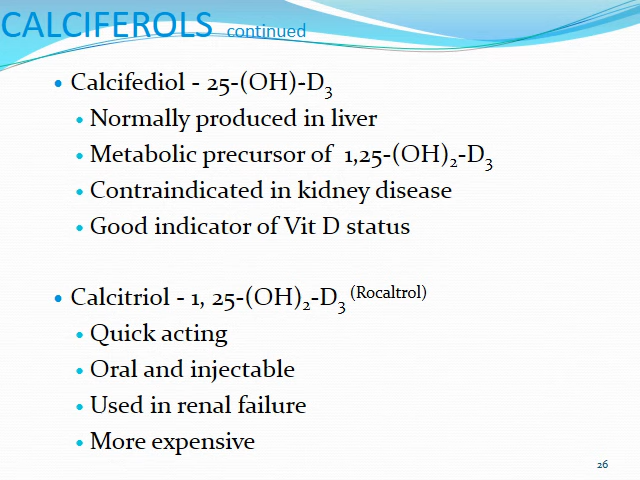 CALCIFEROLS continued
• Calcifediol - 25-(OH)-D₃
• Normally produced in liver
• Metabolic precursor of 1,25-(OH)₂-D₃
• Contraindicated in kidney disease
• Good indicator of Vit D status
• Calcitriol - 1, 25-(OH)₂-D₃ (Rocaltrol)
• Quick acting
• Oral and injectable
• Used in renal failure
• More expensive
26